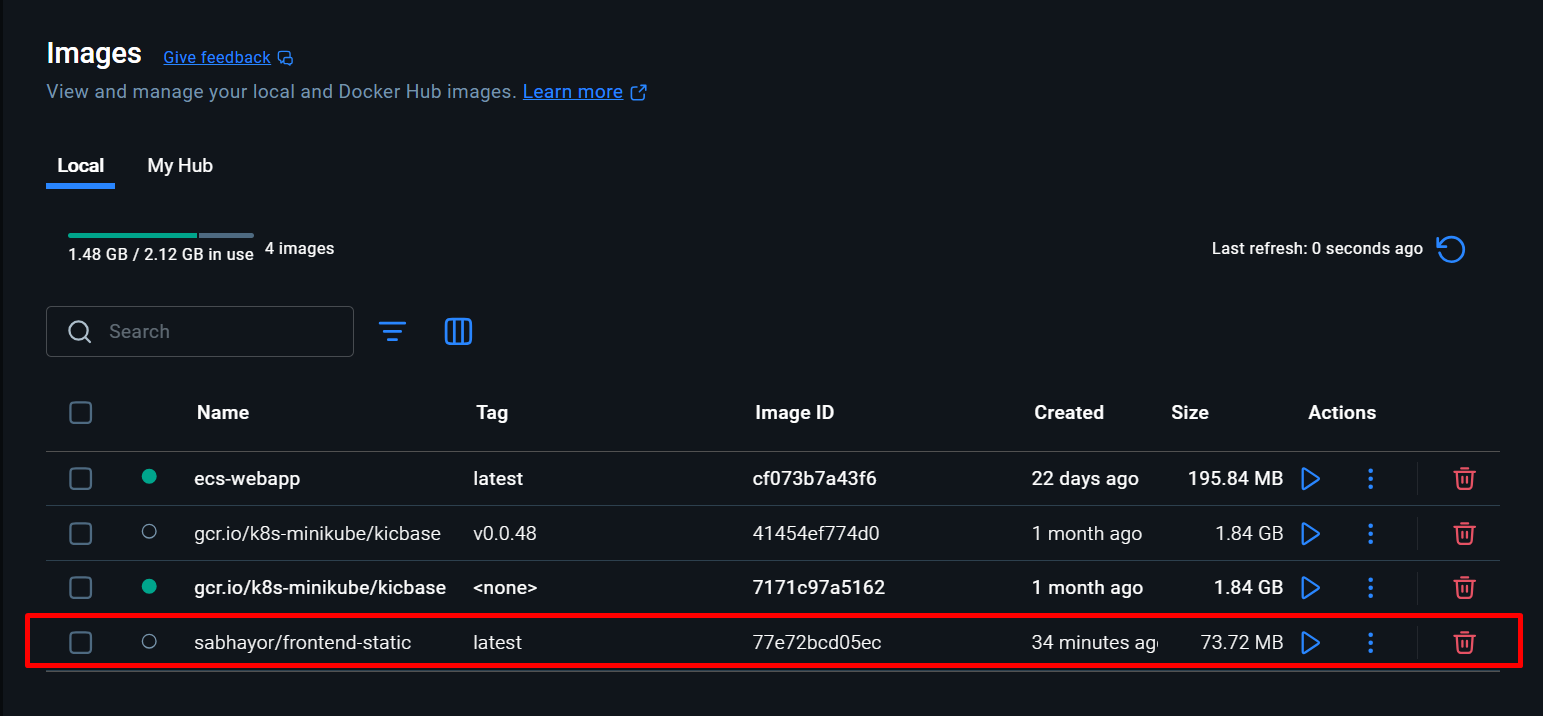 Images Give feedback
View and manage your local and Docker Hub images. Learn more
Local My Hub
1.48 GB / 2.12 GB in use 4 images Last refresh: 0 seconds ago
Search
Name Tag Image ID Created Size Actions
ecs-webapp latest cf073b7a43f6 22 days ago 195.84 MB
gcr.io/k8s-minikube/kicbase v0.0.48 41454ef774d0 1 month ago 1.84 GB
gcr.io/k8s-minikube/kicbase <none> 7171c97a5162 1 month ago 1.84 GB
sabhayor/frontend-static latest 77e72bcd05ec 34 minutes ag 73.72 MB